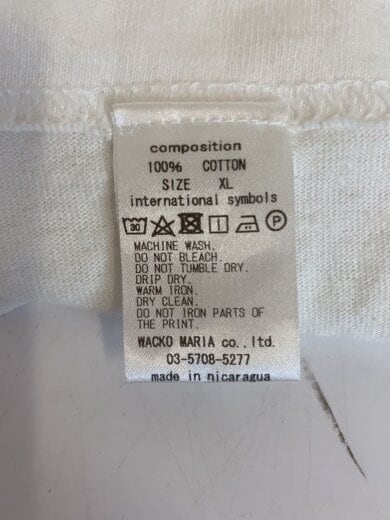 composition
100% COTTON
SIZE XL
international symbols
30 P
MACHINE WASH.
DO NOT BLEACH.
DO NOT TUMBLE DRY.
DRIP DRY.
WARM IRON.
DRY CLEAN.
DO NOT IRON PARTS OF
THE PRINT.
WACKO MARIA co., ltd.
03-5708-5277
made in nicaragua